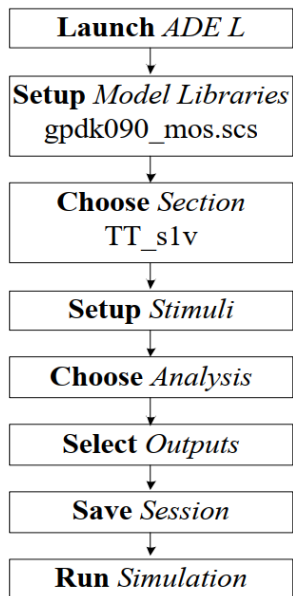 Launch ADE L
Setup Model Libraries
gpdk090_mos.scs
Choose Section
TT_s1v
Setup Stimuli
Choose Analysis
Select Outputs
Save Session
Run Simulation